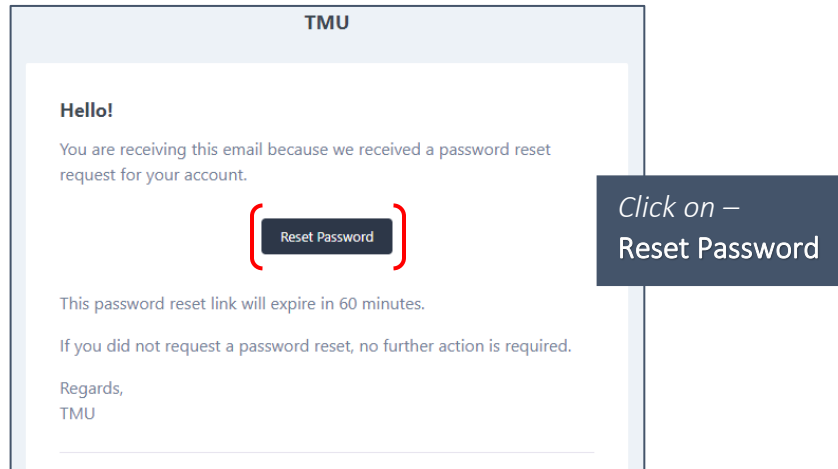 TMU
Hello!
You are receiving this email because we received a password reset
request for your account.
Reset Password
Click on –
Reset Password
This password reset link will expire in 60 minutes.
If you did not request a password reset, no further action is required.
Regards,
TMU